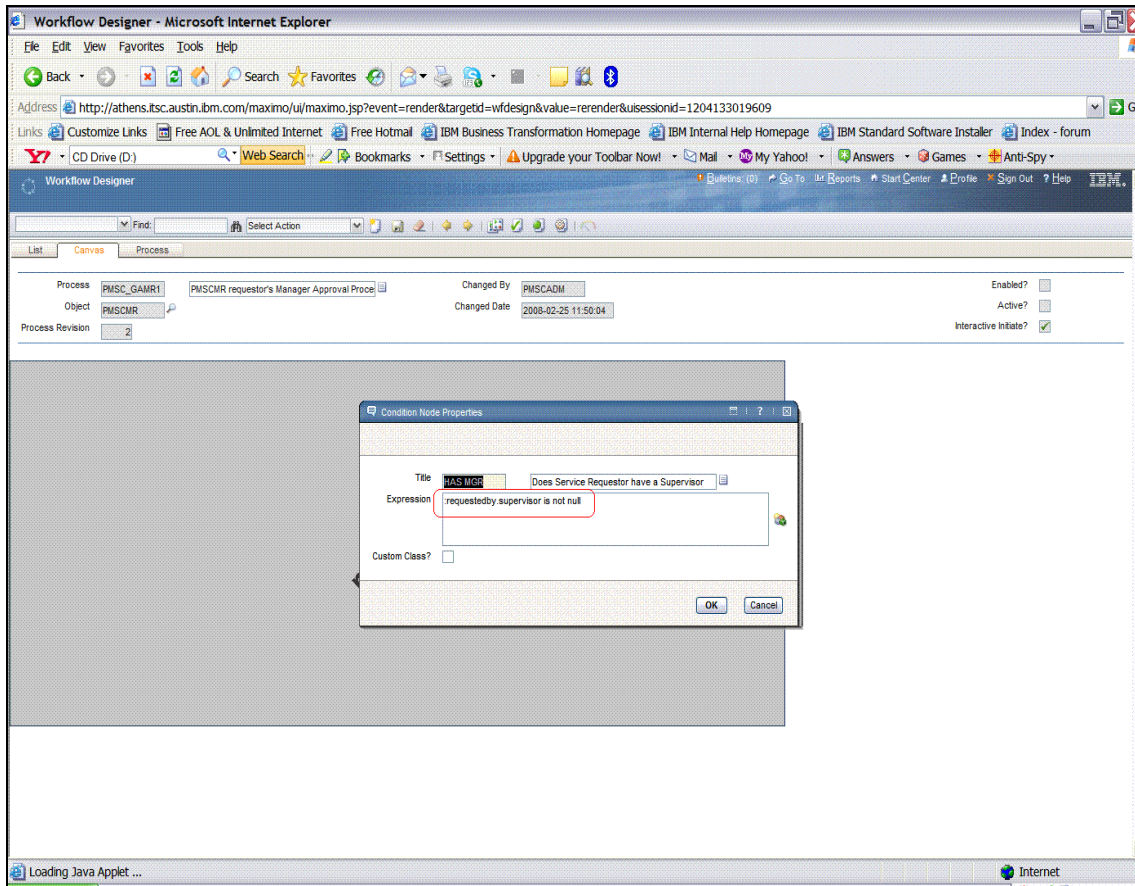 Workflow Designer - Microsoft Internet Explorer
File Edit View Favorites Tools Help
Back Search Favorites
Address http://athens.itsc.austin.ibm.com/maximo/ui/maximo.jsp?event=render&targetid=wfdesign&value=rerender&uisessionid=1204133019609 G
Links Customize Links Free AOL & Unlimited Internet Free Hotmail IBM Business Transformation Homepage IBM Internal Help Homepage IBM Standard Software Installer Index - forum
Y! CD Drive (D:) Web Search Bookmarks Settings Upgrade your Toolbar Now! Mail My Yahoo! Answers Games Anti-Spy
Workflow Designer Bulletins: (0) Go To Reports Start Center Profile Sign Out ? Help IBM.
Find: Select Action
List Canvas Process
Process PMSC_GAMR1 PMSCMR requestor's Manager Approval Proce Changed By PMSCADM Enabled?
Object PMSCMR Changed Date 2008-02-25 11:50:04 Active?
Process Revision 2 Interactive Initiate?
Condition Node Properties ?
Title HAS MGR Does Service Requestor have a Supervisor
Expression :requestedby.supervisor is not null
Custom Class?
OK Cancel
Loading Java Applet ... Internet